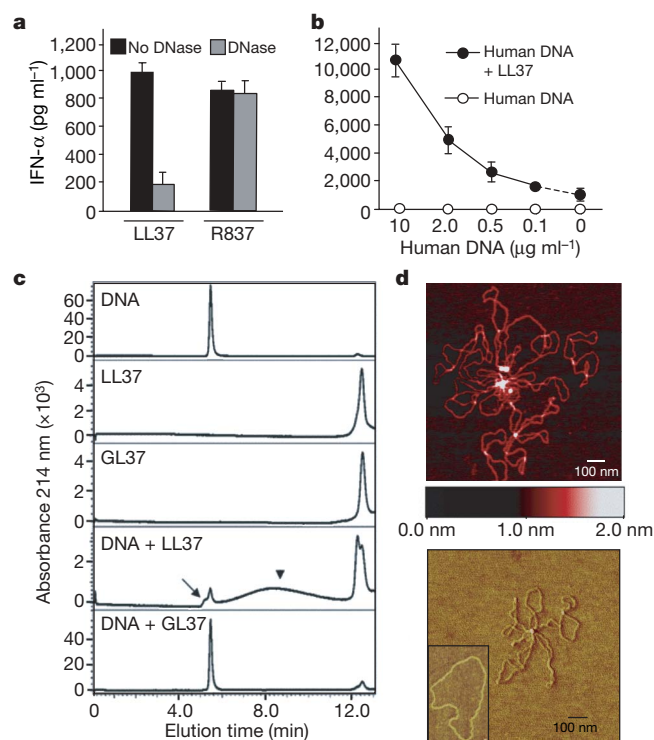 a
1,200
1,000
800
600
400
200
0
IFN-α (pg ml⁻¹)
No DNase
DNase
LL37
R837
b
12,000
10,000
8,000
6,000
4,000
2,000
0
Human DNA
+ LL37
Human DNA
10
2.0
0.5
0.1
0
Human DNA (μg ml⁻¹)
c
Absorbance 214 nm (×10³)
DNA
60
40
20
0
LL37
4
2
0
GL37
4
2
0
DNA + LL37
2
0
DNA + GL37
40
20
0
0
4.0
8.0
12.0
Elution time (min)
d
100 nm
0.0 nm
1.0 nm
2.0 nm
100 nm